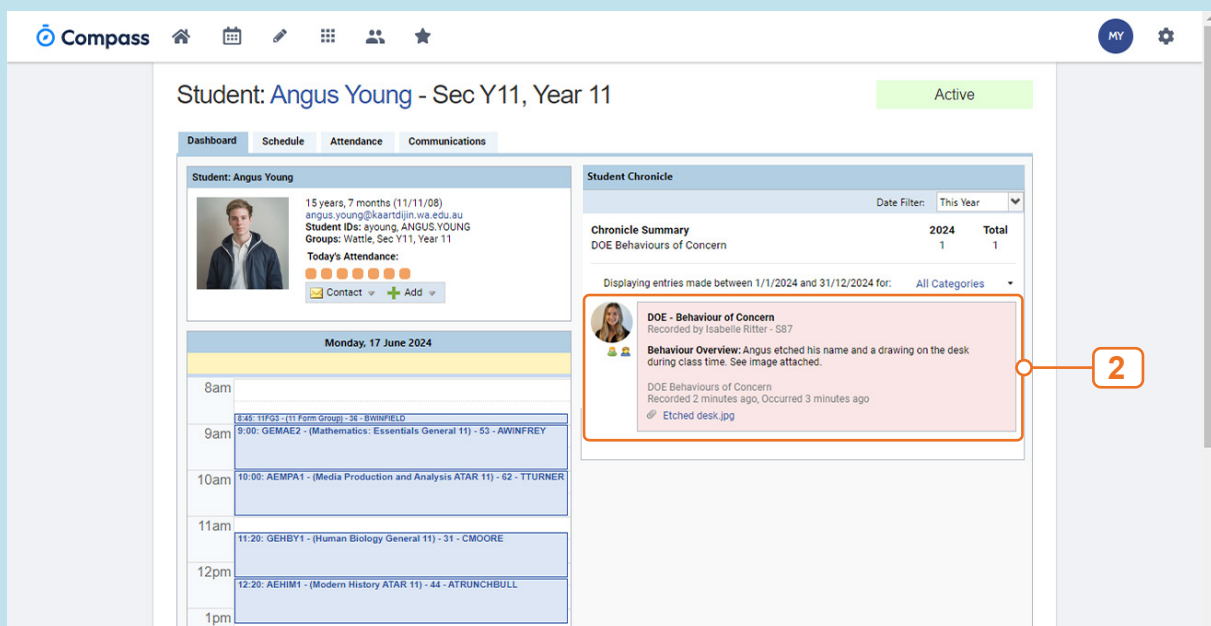 Compass
MY
Student: Angus Young - Sec Y11, Year 11
Active
Dashboard
Schedule
Attendance
Communications
Student: Angus Young
15 years, 7 months (11/11/08)
angus.young@kaartdijin.wa.edu.au
Student IDs: ayoung, ANGUS.YOUNG
Groups: Wattle, Sec Y11, Year 11
Today's Attendance:
Contact
Add
Monday, 17 June 2024
8am
8:45: 11FG3 - (11 Form Group) - 36 - BWINFIELD
9am
9:00: GEMAE2 - (Mathematics: Essentials General 11) - 53 - AWINFREY
10am
10:00: AEMPA1 - (Media Production and Analysis ATAR 11) - 62 - TTURNER
11am
11:20: GEHBY1 - (Human Biology General 11) - 31 - CMOORE
12pm
12:20: AEHIM1 - (Modern History ATAR 11) - 44 - ATRUNCHBULL
1pm
Student Chronicle
Date Filter: This Year
Chronicle Summary 2024 Total
DOE Behaviours of Concern 1 1
Displaying entries made between 1/1/2024 and 31/12/2024 for: All Categories
DOE - Behaviour of Concern
Recorded by Isabelle Ritter - S87
Behaviour Overview: Angus etched his name and a drawing on the desk
during class time. See image attached.
DOE Behaviours of Concern
Recorded 2 minutes ago, Occurred 3 minutes ago
Etched desk.jpg
2